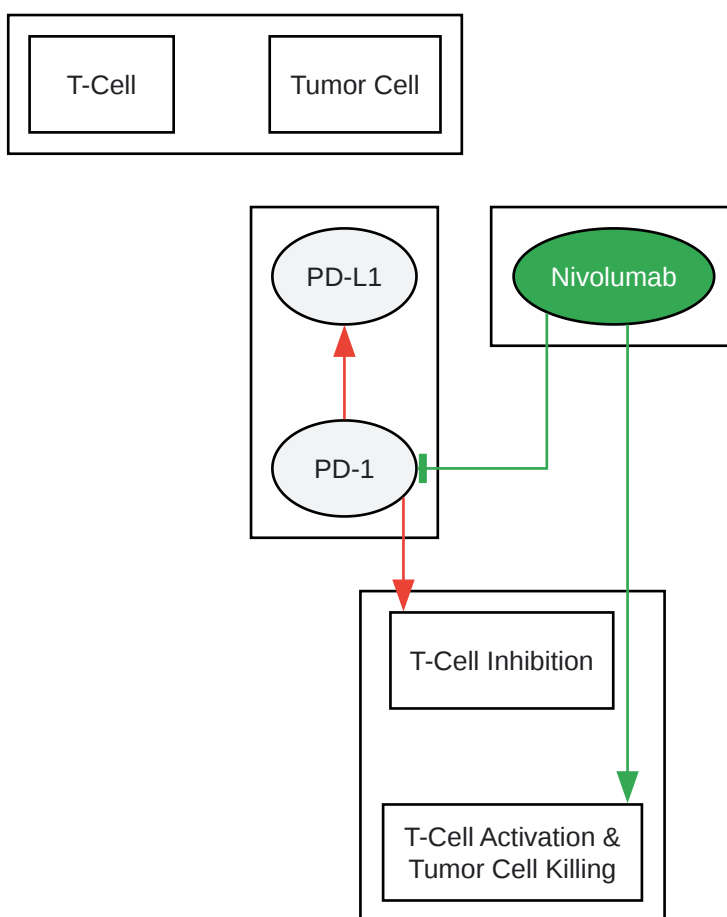 T-Cell
Tumor Cell
PD-L1
Nivolumab
PD-1
T-Cell Inhibition
T-Cell Activation &
Tumor Cell Killing